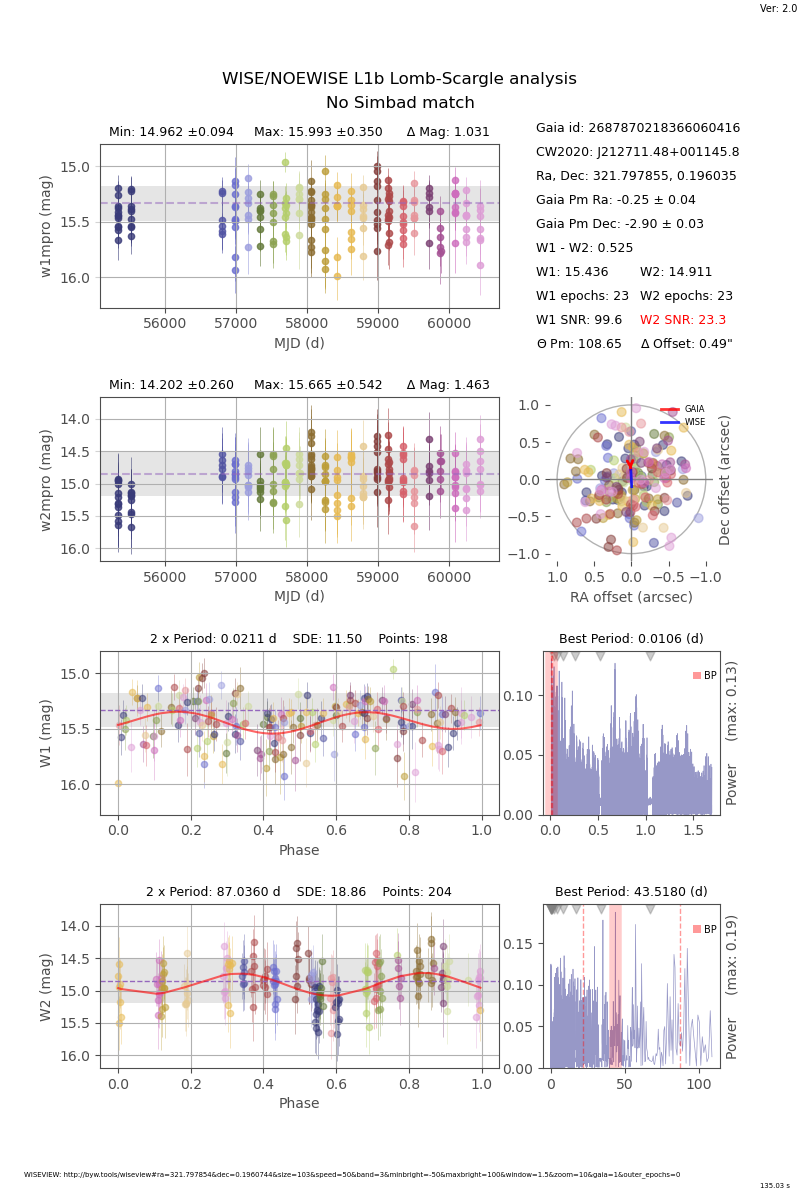 Ver: 2.0
WISE/NOEWISE L1b Lomb-Scargle analysis
No Simbad match
Min: 14.962 ±0.094 Max: 15.993 ±0.350 Δ Mag: 1.031
15.0
15.5
16.0
w1mpro (mag)
56000 57000 58000 59000 60000
MJD (d)
Gaia id: 2687870218366060416
CW2020: J212711.48+001145.8
Ra, Dec: 321.797855, 0.196035
Gaia Pm Ra: -0.25 ± 0.04
Gaia Pm Dec: -2.90 ± 0.03
W1 - W2: 0.525
W1: 15.436 W2: 14.911
W1 epochs: 23 W2 epochs: 23
W1 SNR: 99.6 W2 SNR: 23.3
Θ Pm: 108.65 Δ Offset: 0.49"
Min: 14.202 ±0.260 Max: 15.665 ±0.542 Δ Mag: 1.463
14.0
14.5
15.0
15.5
16.0
w2mpro (mag)
56000 57000 58000 59000 60000
MJD (d)
GAIA
WISE
1.0
0.5
0.0
−0.5
−1.0
Dec offset (arcsec)
1.0 0.5 0.0 −0.5 −1.0
RA offset (arcsec)
2 x Period: 0.0211 d SDE: 11.50 Points: 198
15.0
15.5
16.0
W1 (mag)
0.0 0.2 0.4 0.6 0.8 1.0
Phase
Best Period: 0.0106 (d)
BP
0.10
0.05
0.00
Power (max: 0.13)
0.0 0.5 1.0 1.5
2 x Period: 87.0360 d SDE: 18.86 Points: 204
14.0
14.5
15.0
15.5
16.0
W2 (mag)
0.0 0.2 0.4 0.6 0.8 1.0
Phase
Best Period: 43.5180 (d)
BP
0.15
0.10
0.05
0.00
Power (max: 0.19)
0 50 100
WISEVIEW: http://byw.tools/wiseview#ra=321.797854&dec=0.1960744&size=103&speed=50&band=3&minbright=-50&maxbright=100&window=1.5&zoom=10&gaia=1&outer_epochs=0
135.03 s